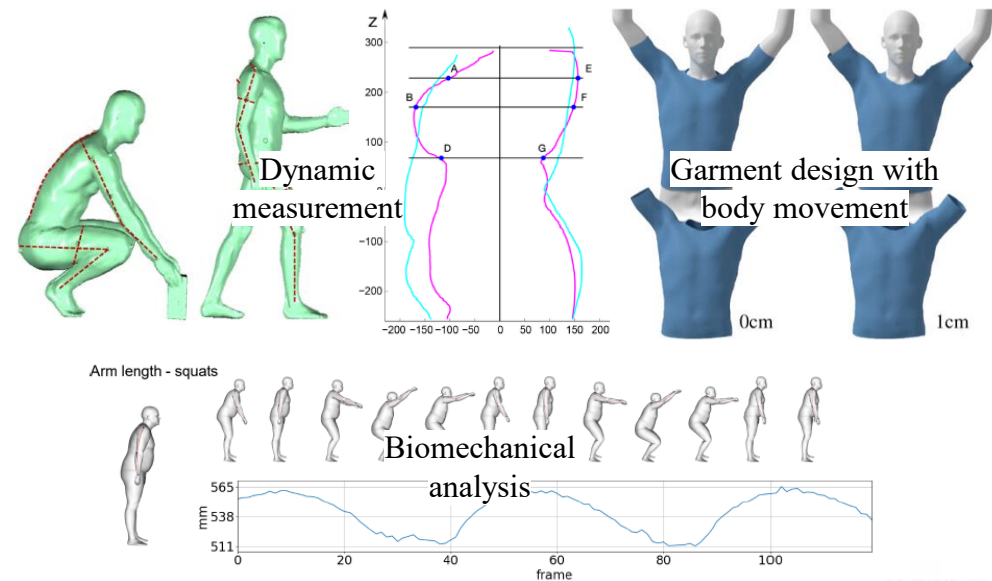 Z
300
200
100
0
−100
−200
−200
−150
−100
−50
0
50
100
150
200
A
B
D
E
F
G
Dynamic
measurement
Garment design with
body movement
0cm
1cm
Arm length - squats
Biomechanical
analysis
565
538
511
mm
0
20
40
60
80
100
frame